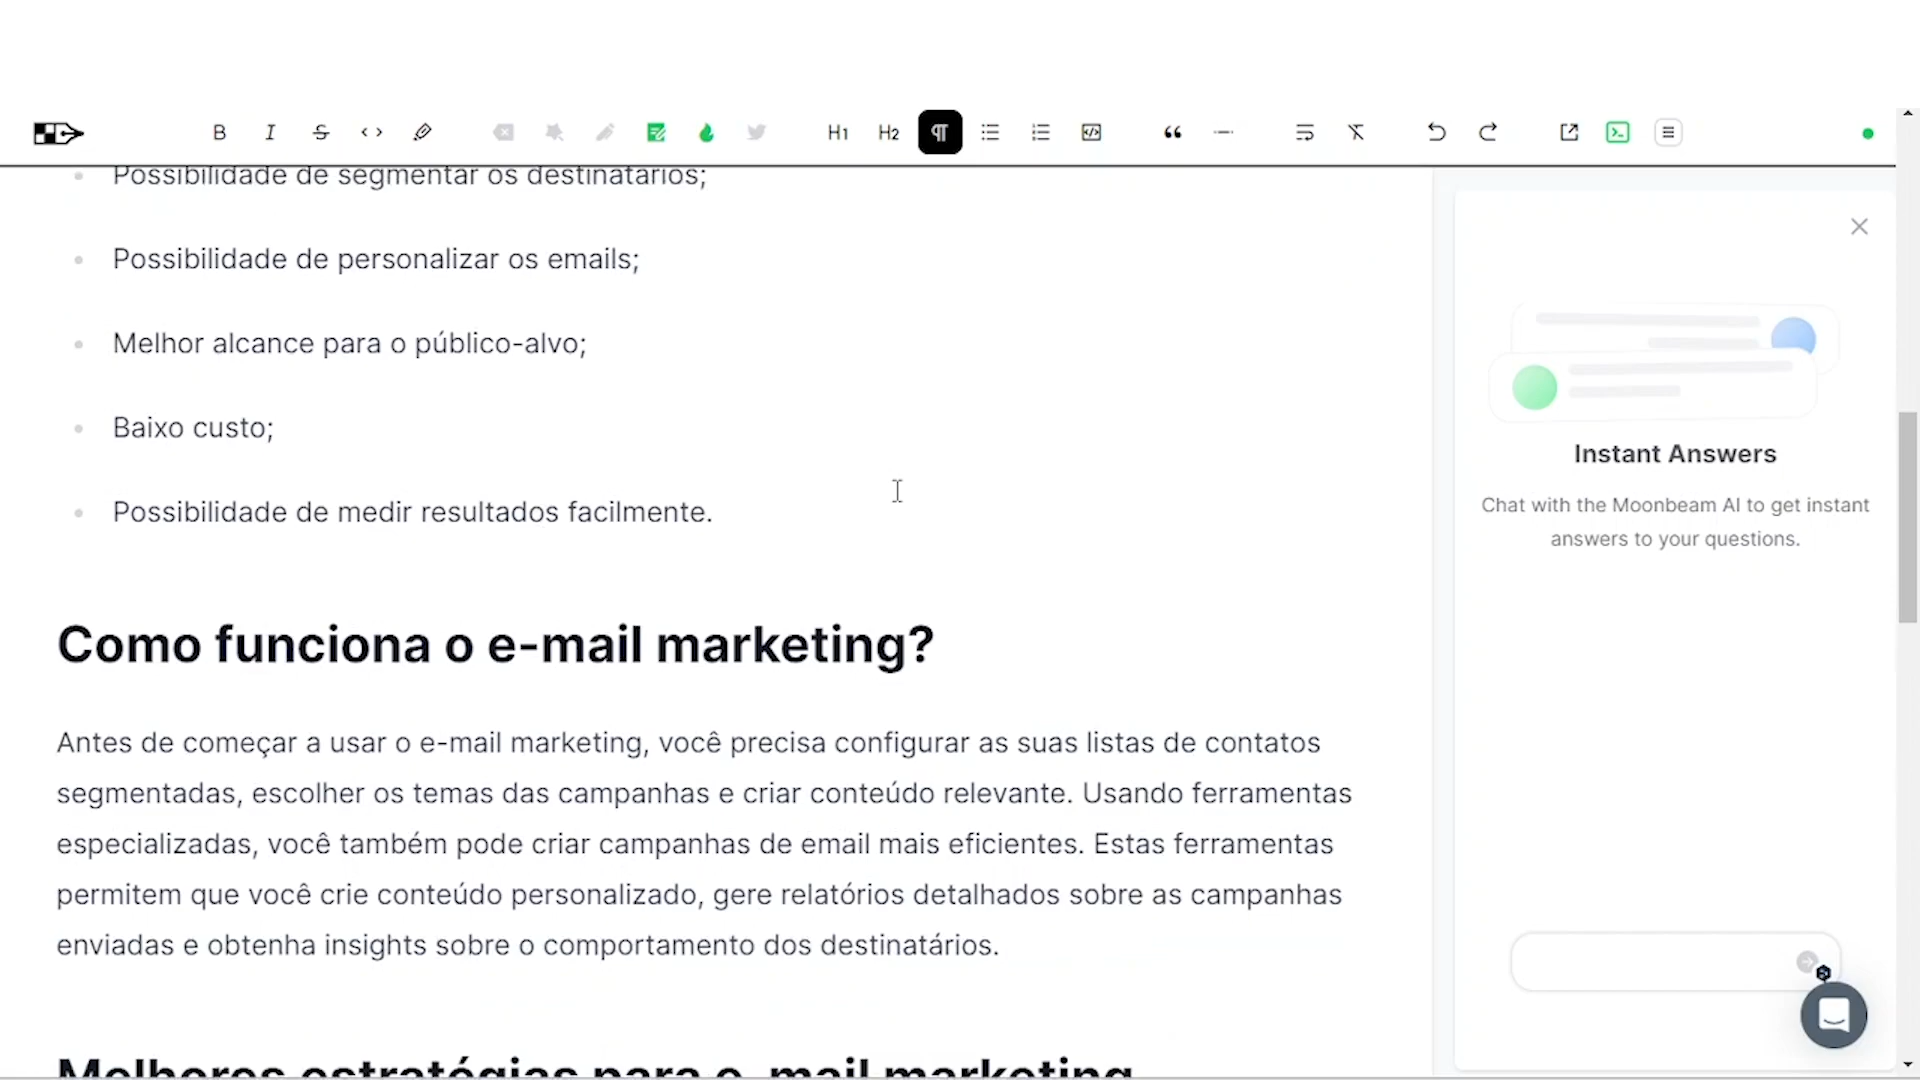 B I S <> H1 H2
Possibilidade de segmentar os destinatários;
Possibilidade de personalizar os emails;
Melhor alcance para o público-alvo;
Baixo custo;
Possibilidade de medir resultados facilmente.
Como funciona o e-mail marketing?
Antes de começar a usar o e-mail marketing, você precisa configurar as suas listas de contatos
segmentadas, escolher os temas das campanhas e criar conteúdo relevante. Usando ferramentas
especializadas, você também pode criar campanhas de email mais eficientes. Estas ferramentas
permitem que você crie conteúdo personalizado, gere relatórios detalhados sobre as campanhas
enviadas e obtenha insights sobre o comportamento dos destinatários.
Melhores estratégias para e-mail marketing
Instant Answers
Chat with the Moonbeam AI to get instant
answers to your questions.